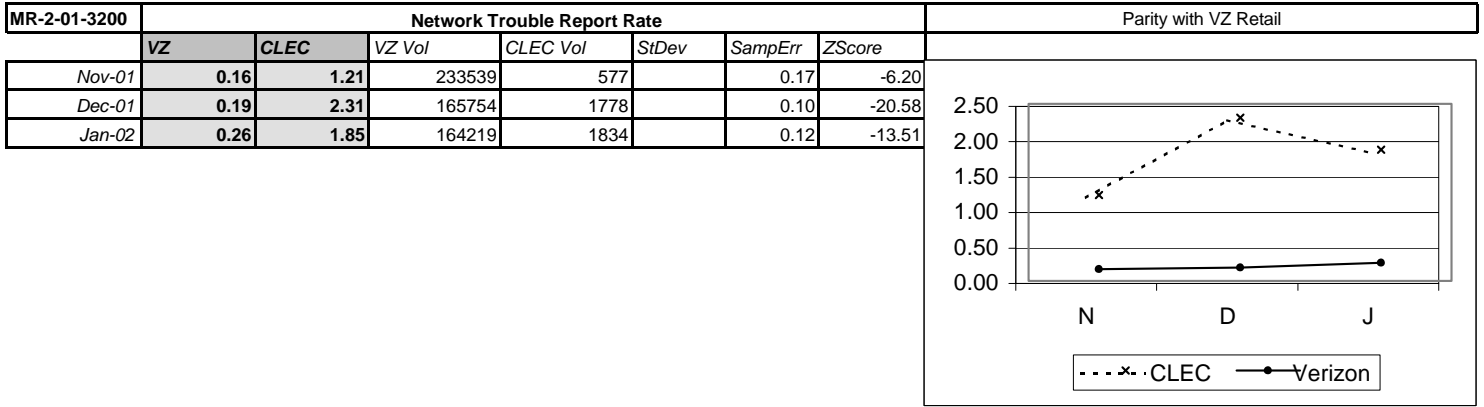 MR-2-01-3200 Network Trouble Report Rate Parity with VZ Retail
VZ CLEC VZ Vol CLEC Vol StDev SampErr ZScore
Nov-01 0.16 1.21 233539 577 0.17 -6.20
Dec-01 0.19 2.31 165754 1778 0.10 -20.58
Jan-02 0.26 1.85 164219 1834 0.12 -13.51
2.50
2.00
1.50
1.00
0.50
0.00
N D J
CLEC Verizon